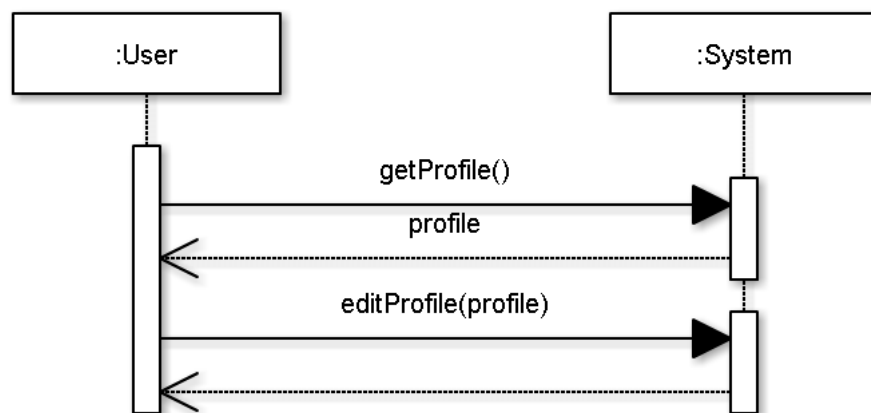 :User
:System
getProfile()
profile
editProfile(profile)